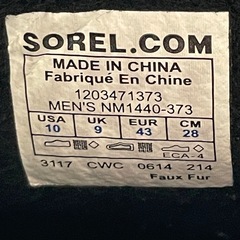 SOREL.COM
MADE IN CHINA
Fabriqué En Chine
1203471373
MEN'S NM1440-373
USA UK EUR CM
10 9 43 28
ECA-4
3117 CWC 0614 214
Faux Fur